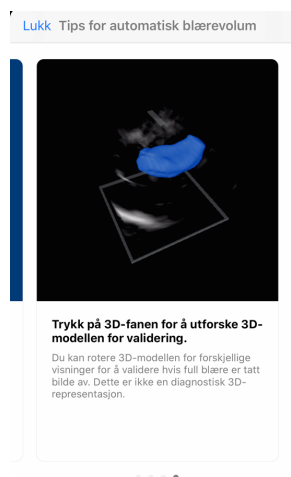 Lukk Tips for automatisk blærevolum
Trykk på 3D-fanen for å utforske 3D-
modellen for validering.
Du kan rotere 3D-modellen for forskjellige
visninger for å validere hvis full blære er tatt
bilde av. Dette er ikke en diagnostisk 3D-
representasjon.